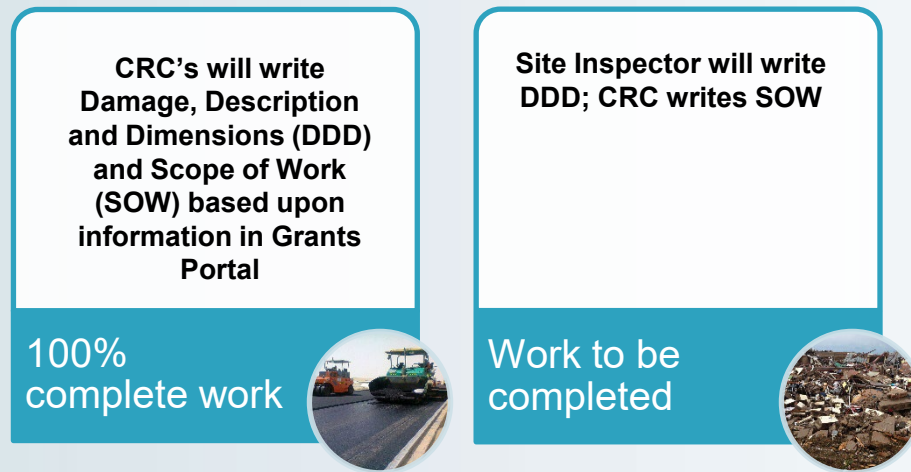 CRC’s will write
Damage, Description
and Dimensions (DDD)
and Scope of Work
(SOW) based upon
information in Grants
Portal
100%
complete work
Site Inspector will write
DDD; CRC writes SOW
Work to be
completed